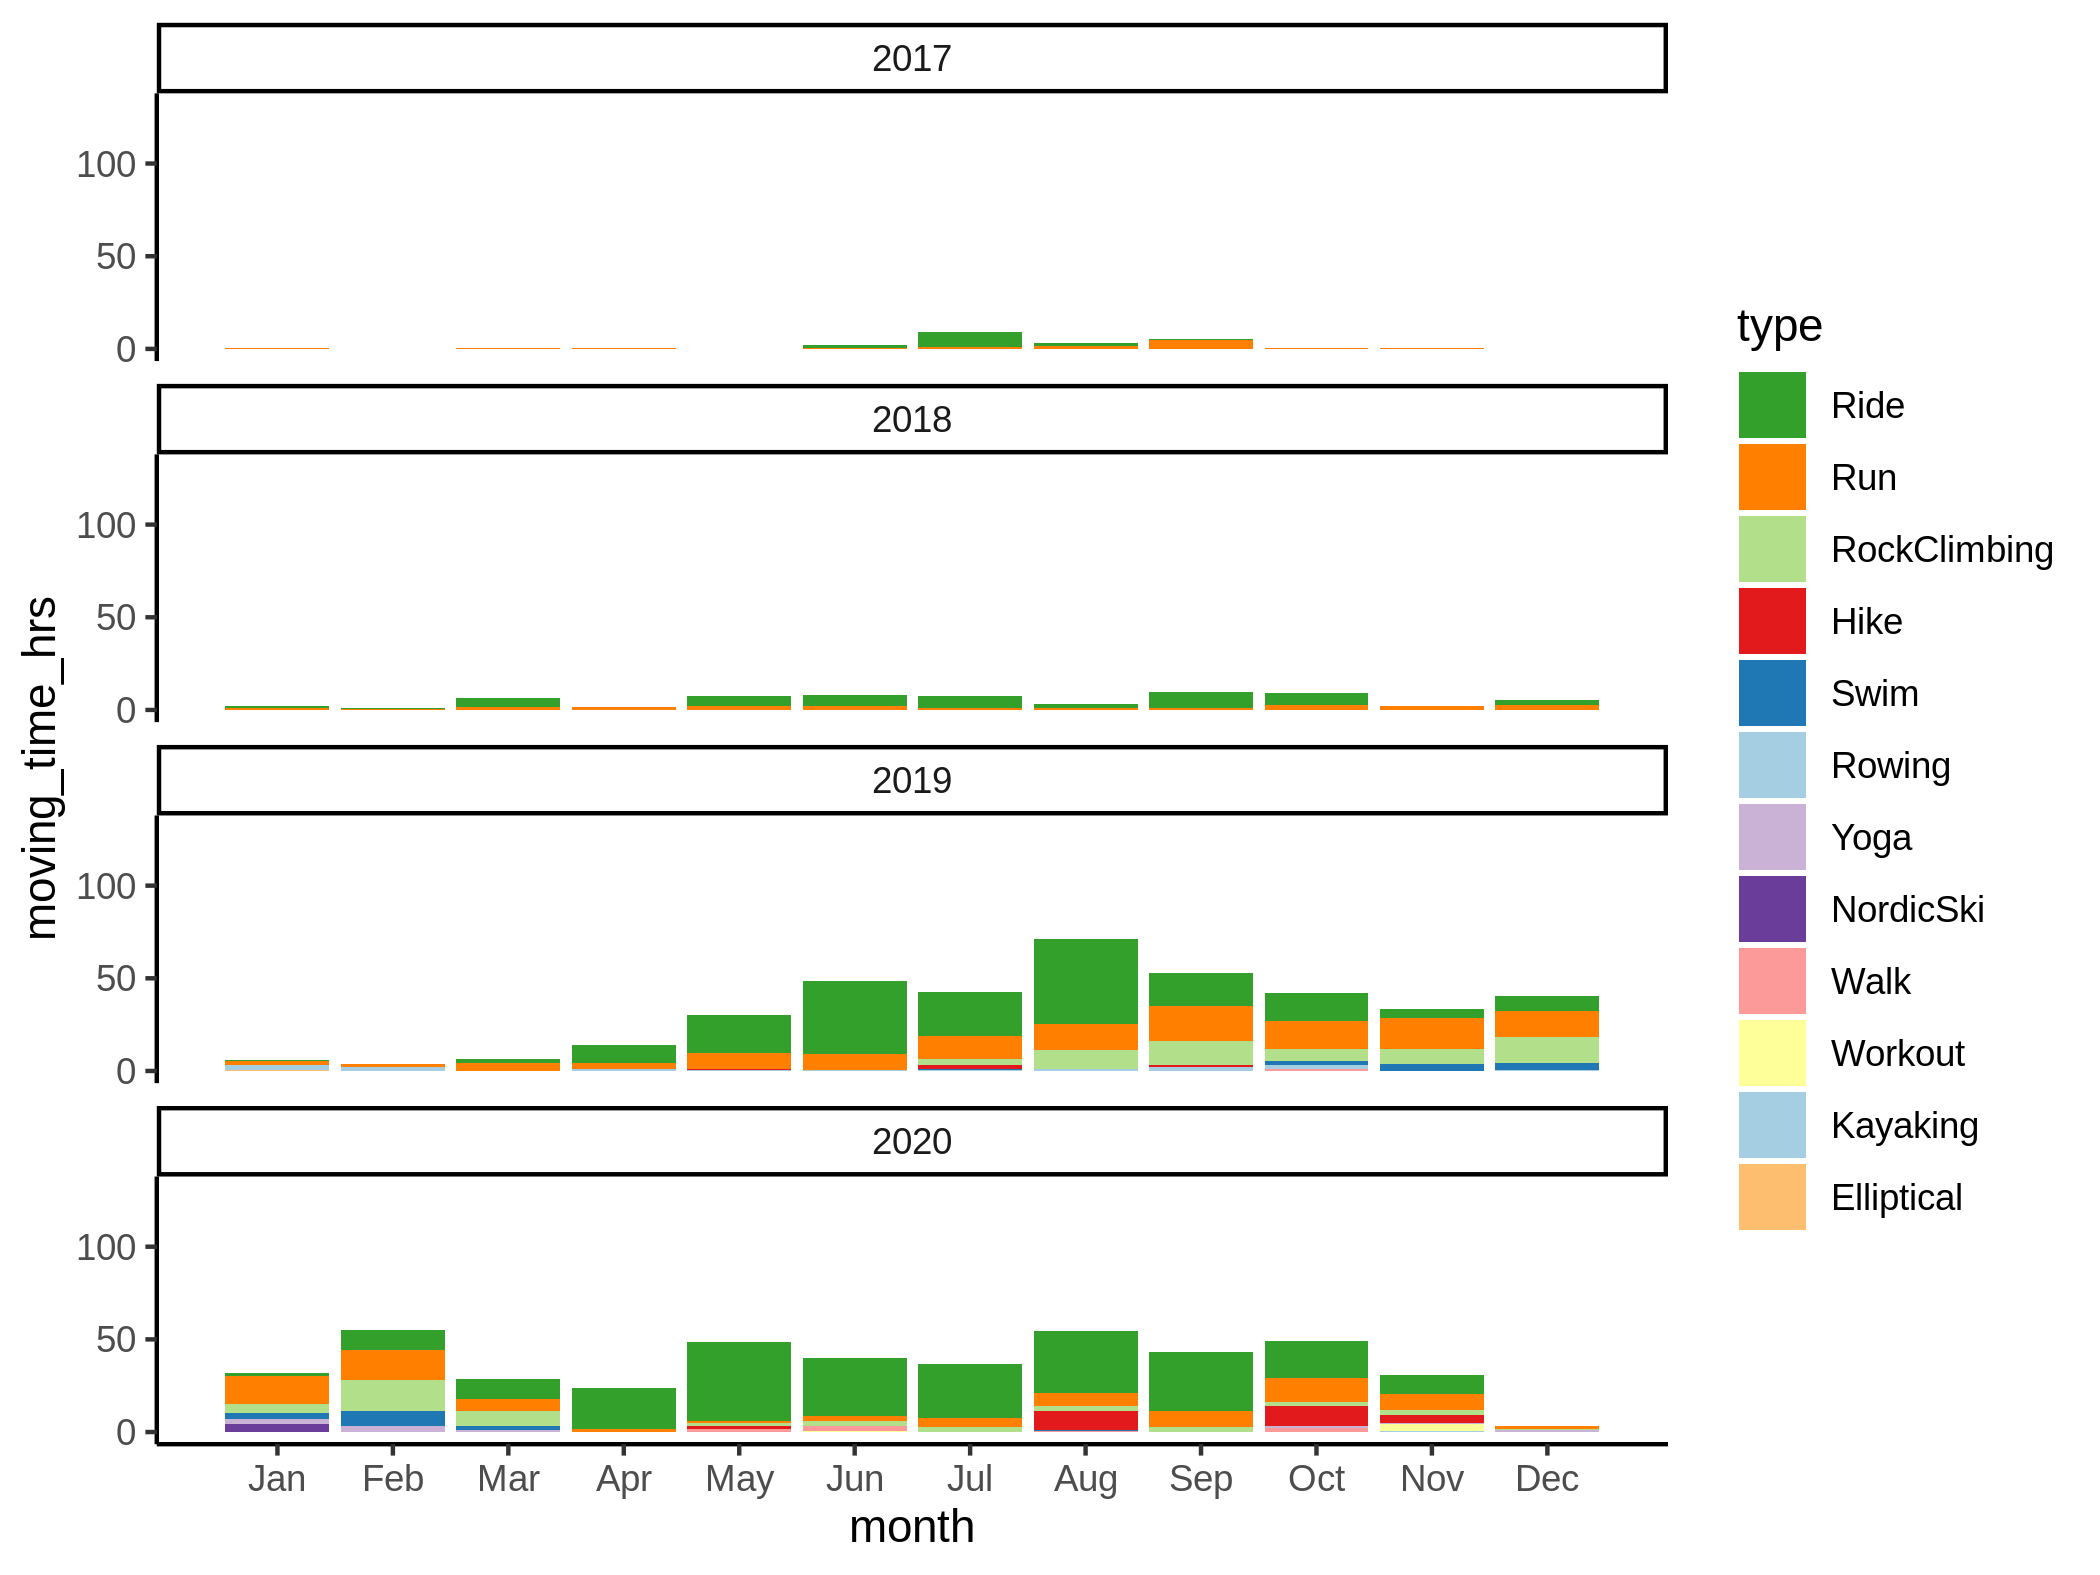 2017
100
50
0
2018
100
50
0
2019
100
50
0
2020
100
50
0
Jan Feb Mar Apr May Jun Jul Aug Sep Oct Nov Dec
month
moving_time_hrs
type
Ride
Run
RockClimbing
Hike
Swim
Rowing
Yoga
NordicSki
Walk
Workout
Kayaking
Elliptical